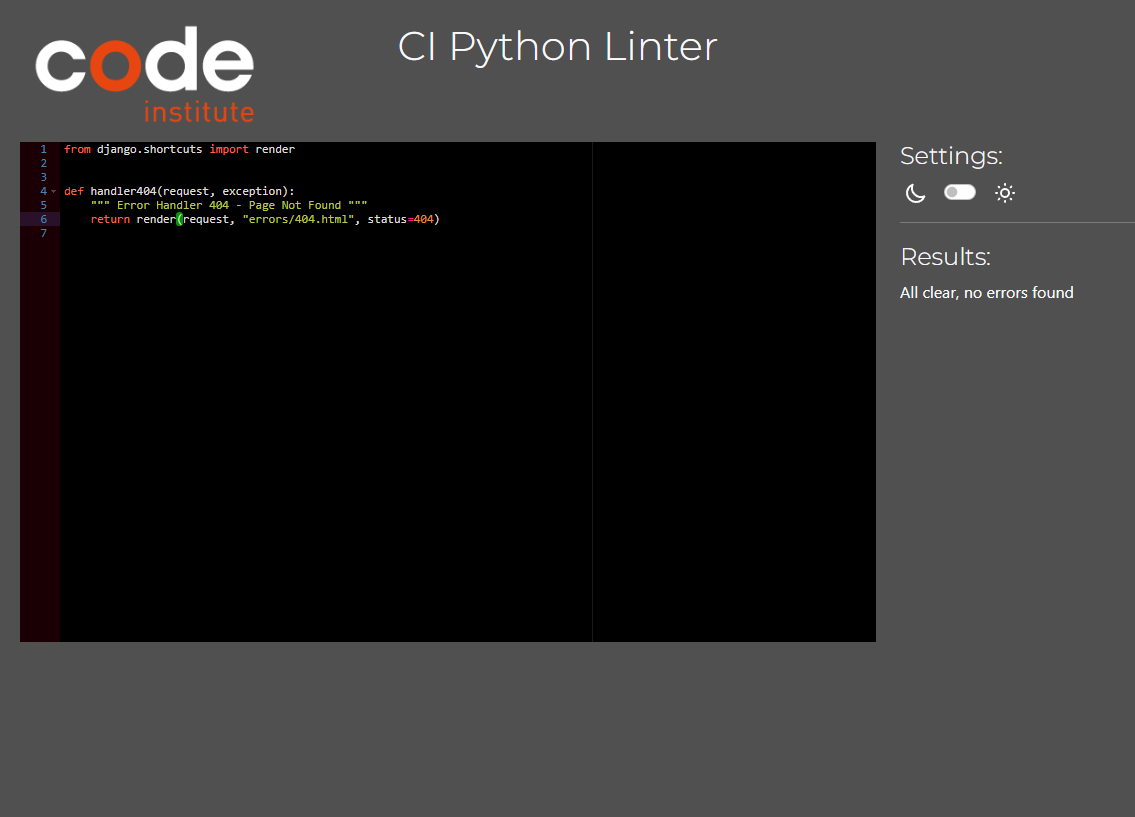 code
institute
CI Python Linter
1 from django.shortcuts import render
2
3
4 def handler404(request, exception):
5     """ Error Handler 404 - Page Not Found """
6     return render(request, "errors/404.html", status=404)
7
Settings:
Results:
All clear, no errors found